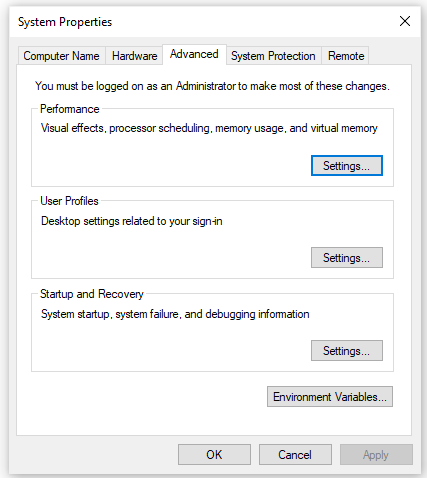 System Properties
Computer Name
Hardware
Advanced
System Protection
Remote
You must be logged on as an Administrator to make most of these changes.
Performance
Visual effects, processor scheduling, memory usage, and virtual memory
Settings...
User Profiles
Desktop settings related to your sign-in
Settings...
Startup and Recovery
System startup, system failure, and debugging information
Settings...
Environment Variables...
OK
Cancel
Apply